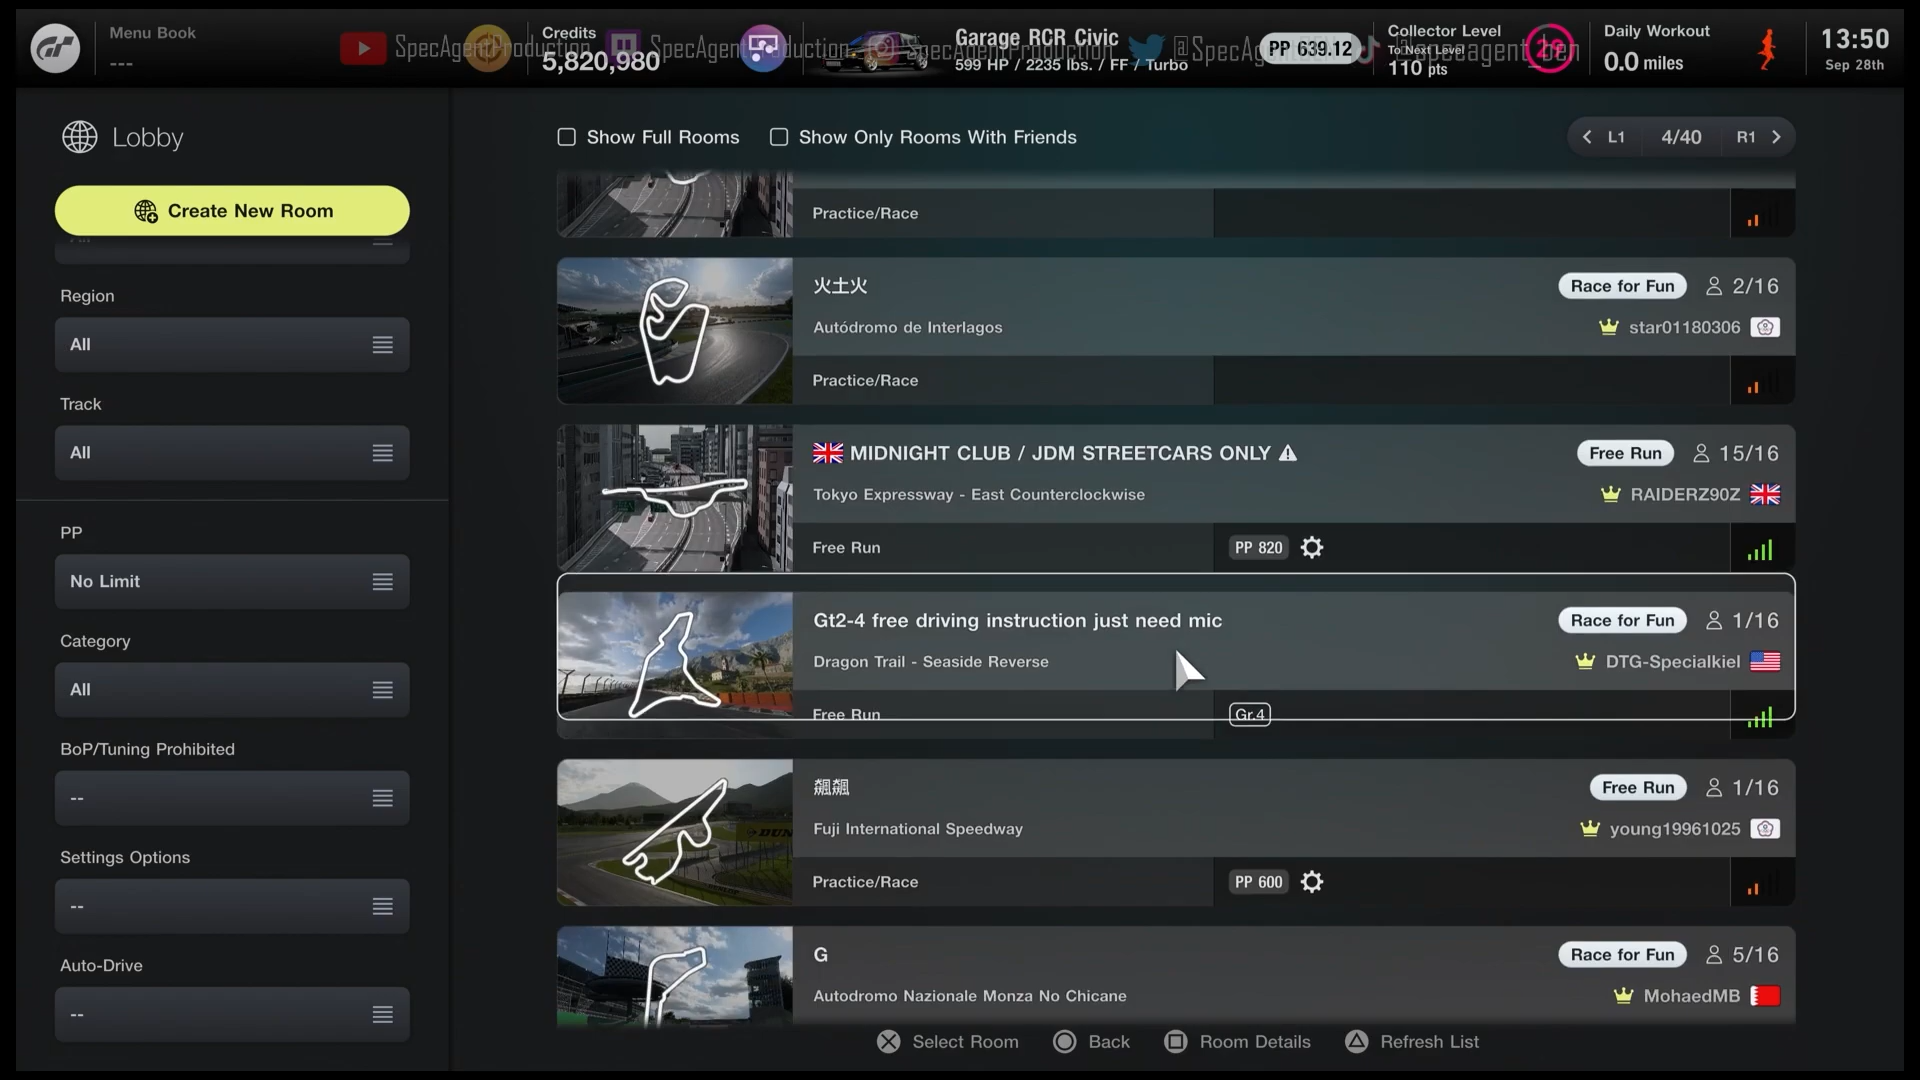 Menu Book
---
SpecAgentProduction
Credits
5,820,980
SpecAgentProduction
Garage RCR Civic
599 HP / 2235 lbs. / FF / Turbo
PP 639.12
Collector Level
To Next Level
110 pts
Daily Workout
0.0 miles
13:50
Sep 28th
Lobby
Create New Room
Region
All
Track
All
PP
No Limit
Category
All
BoP/Tuning Prohibited
--
Settings Options
--
Auto-Drive
--
Show Full Rooms
Show Only Rooms With Friends
L1 4/40 R1
Practice/Race
火土火
Race for Fun 2/16
Autódromo de Interlagos
star01180306
Practice/Race
🇬🇧 MIDNIGHT CLUB / JDM STREETCARS ONLY ⚠
Free Run 15/16
Tokyo Expressway - East Counterclockwise
RAIDERZ90Z
Free Run
PP 820
Gt2-4 free driving instruction just need mic
Race for Fun 1/16
Dragon Trail - Seaside Reverse
DTG-Specialkiel
Free Run
Gr.4
飆飆
Free Run 1/16
Fuji International Speedway
young19961025
Practice/Race
PP 600
G
Race for Fun 5/16
Autodromo Nazionale Monza No Chicane
MohaedMB
Select Room
Back
Room Details
Refresh List